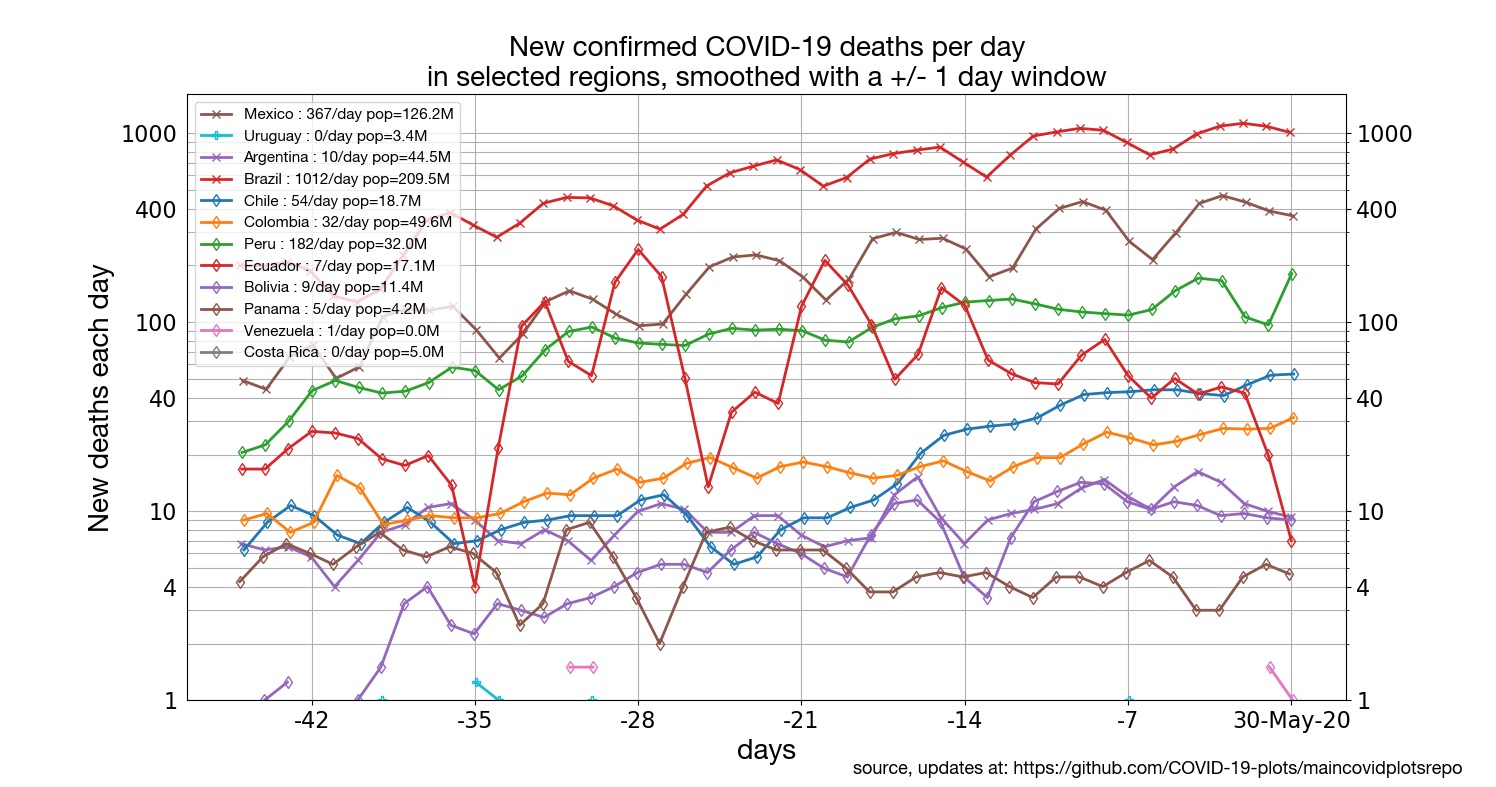 New confirmed COVID-19 deaths per day
in selected regions, smoothed with a +/- 1 day window
Mexico : 367/day pop=126.2M
Uruguay : 0/day pop=3.4M
Argentina : 10/day pop=44.5M
Brazil : 1012/day pop=209.5M
Chile : 54/day pop=18.7M
Colombia : 32/day pop=49.6M
Peru : 182/day pop=32.0M
Ecuador : 7/day pop=17.1M
Bolivia : 9/day pop=11.4M
Panama : 5/day pop=4.2M
Venezuela : 1/day pop=0.0M
Costa Rica : 0/day pop=5.0M
New deaths each day
1000
400
100
40
10
4
1
1000
400
100
40
10
4
1
-42 -35 -28 -21 -14 -7 30-May-20
days
source, updates at: https://github.com/COVID-19-plots/maincovidplotsrepo